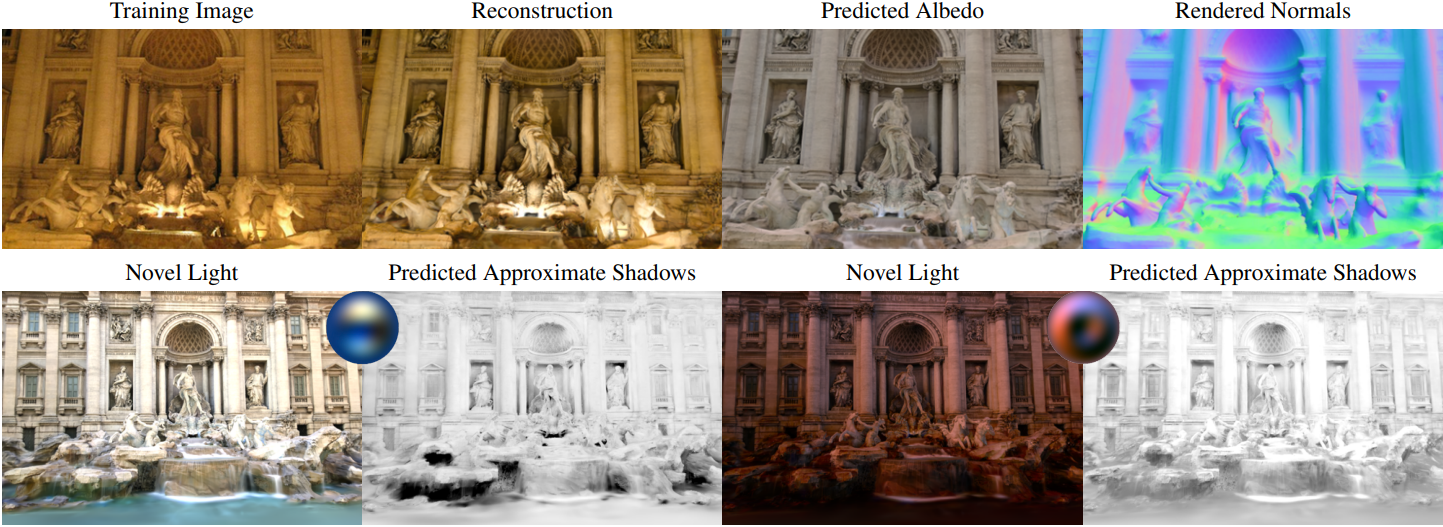 Training Image
Reconstruction
Predicted Albedo
Rendered Normals
Novel Light
Predicted Approximate Shadows
Novel Light
Predicted Approximate Shadows